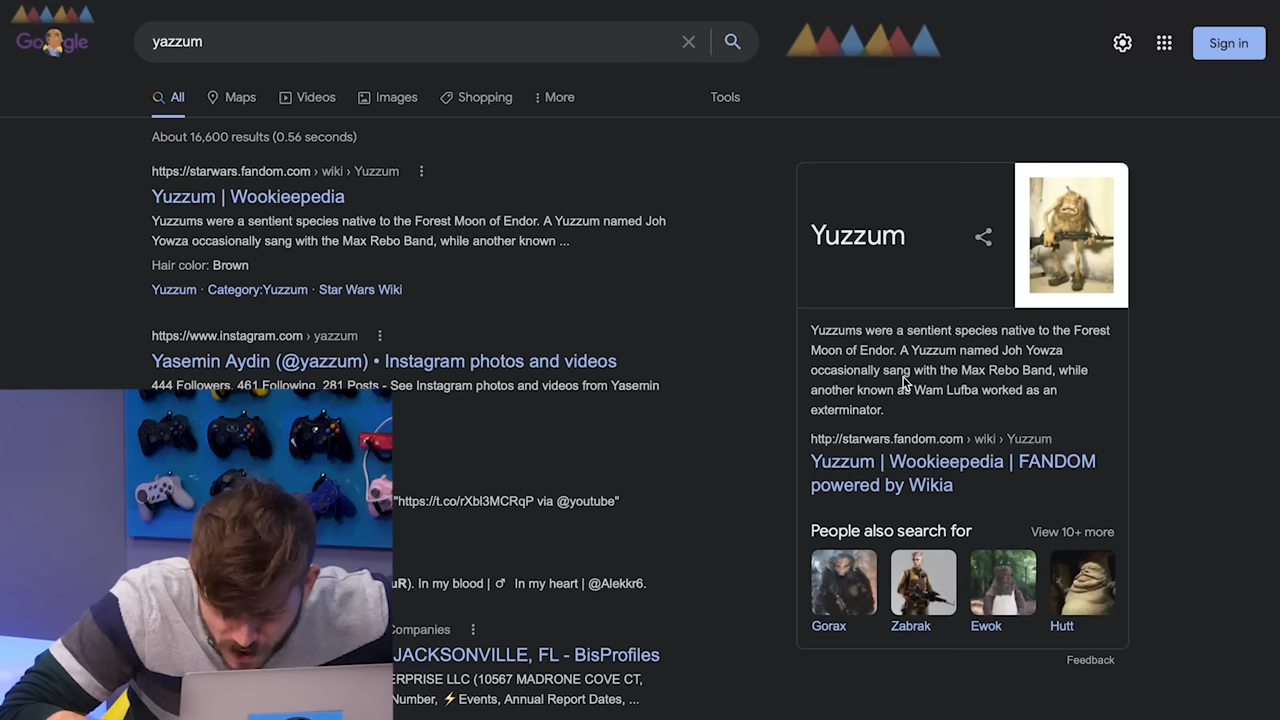 Google
yazzum
Sign in
All
Maps
Videos
Images
Shopping
More
Tools
About 16,600 results (0.56 seconds)
https://starwars.fandom.com › wiki › Yuzzum
Yuzzum | Wookieepedia
Yuzzums were a sentient species native to the Forest Moon of Endor. A Yuzzum named Joh
Yowza occasionally sang with the Max Rebo Band, while another known ...
Hair color: Brown
Yuzzum · Category:Yuzzum · Star Wars Wiki
https://www.instagram.com › yazzum
Yasemin Aydin (@yazzum) • Instagram photos and videos
444 Followers, 461 Following, 281 Posts - See Instagram photos and videos from Yasemin
"https://t.co/rXbl3MCRqP via @youtube"
uR). In my blood | ♂ In my heart | @Alekkr6.
Companies
JACKSONVILLE, FL - BisProfiles
ERPRISE LLC (10567 MADRONE COVE CT,
Number, ⚡Events, Annual Report Dates, ...
Yuzzum
Yuzzums were a sentient species native to the Forest
Moon of Endor. A Yuzzum named Joh Yowza
occasionally sang with the Max Rebo Band, while
another known as Wam Lufba worked as an
exterminator.
http://starwars.fandom.com › wiki › Yuzzum
Yuzzum | Wookieepedia | FANDOM
powered by Wikia
People also search for
View 10+ more
Gorax
Zabrak
Ewok
Hutt
Feedback